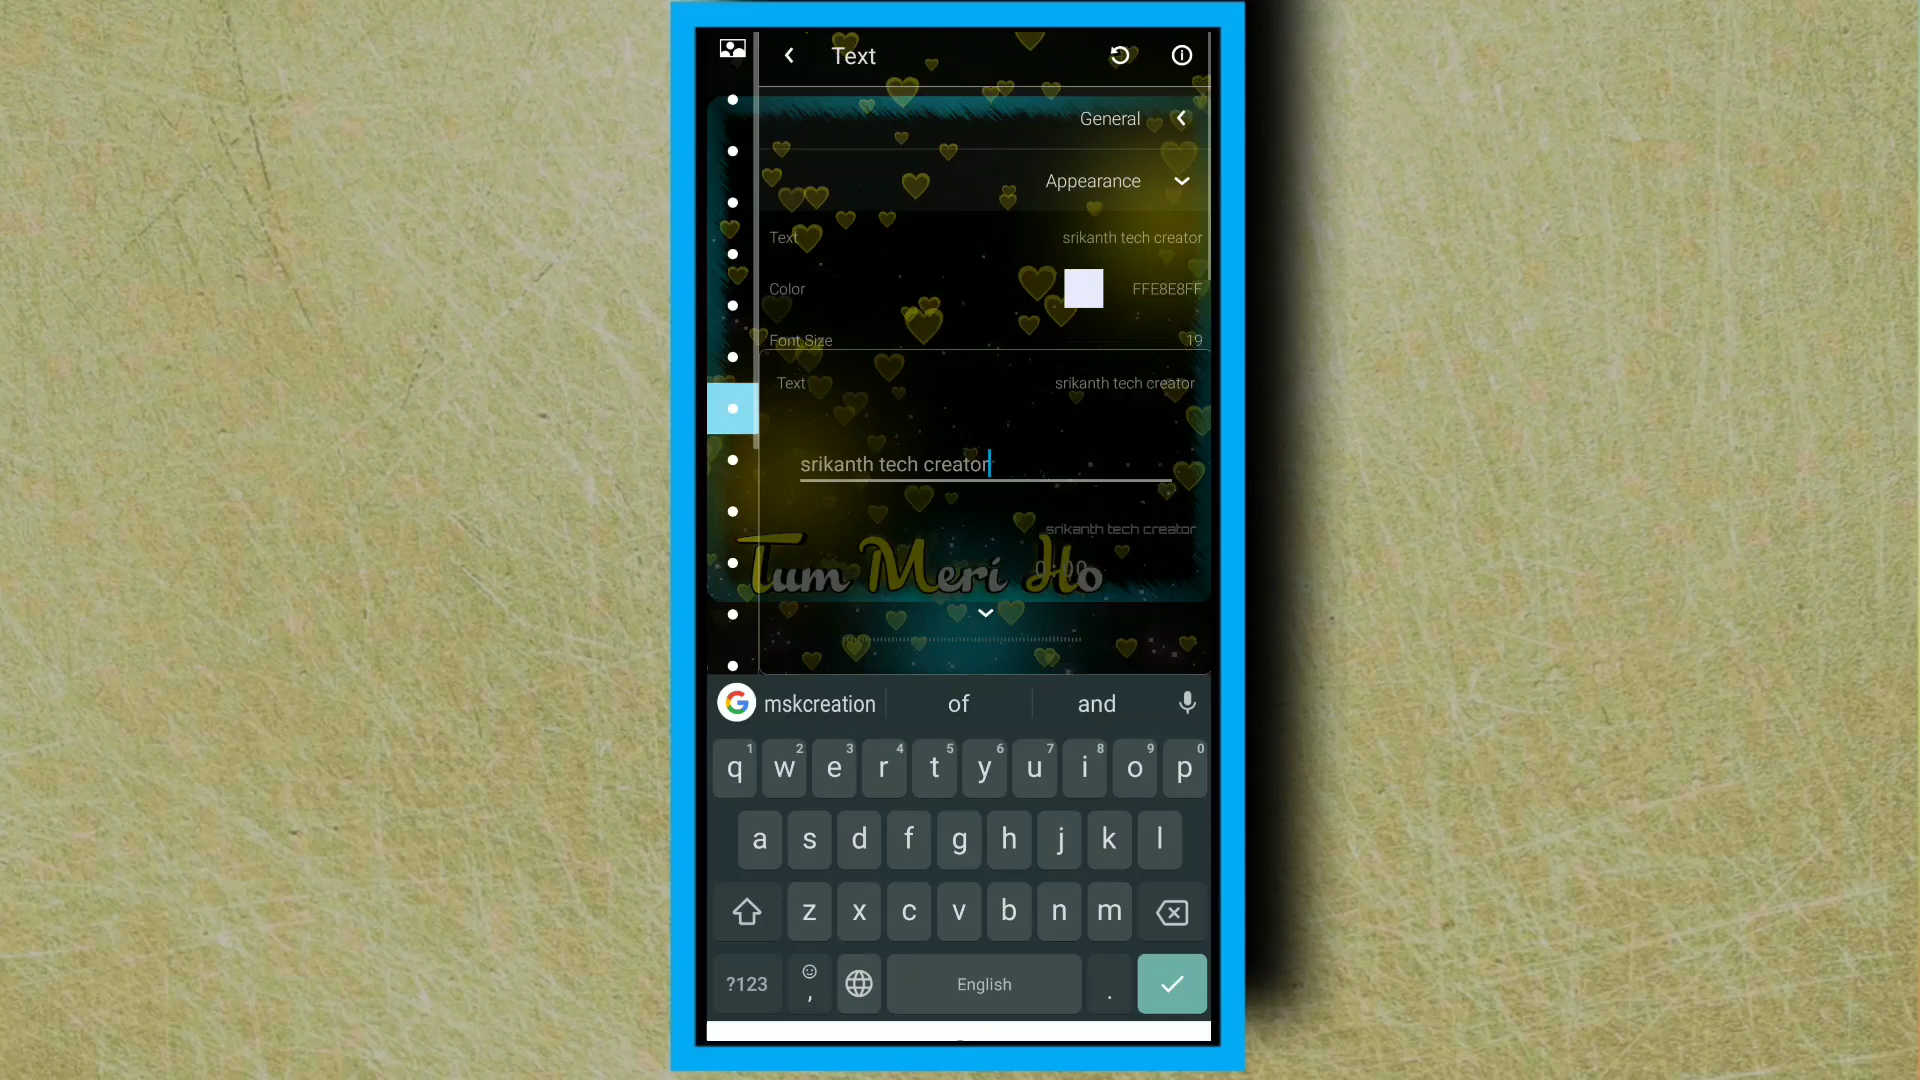 Text
General
Appearance
Text srikanth tech creator
Color FFE8E8FF
Font Size 19
Text srikanth tech creator
srikanth tech creator
srikanth tech creator
Tum Meri Ho
0:00
mskcreation of and
1 2 3 4 5 6 7 8 9 0
q w e r t y u i o p
a s d f g h j k l
z x c v b n m
?123 , English .